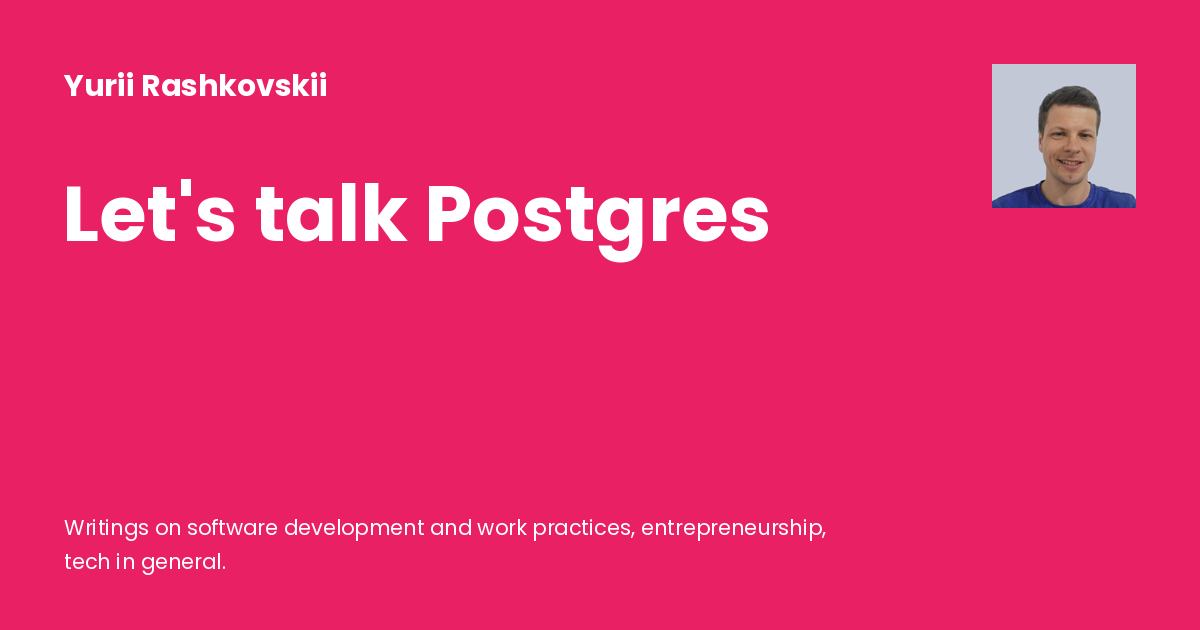 Yurii Rashkovskii
Let's talk Postgres
Writings on software development and work practices, entrepreneurship,
tech in general.